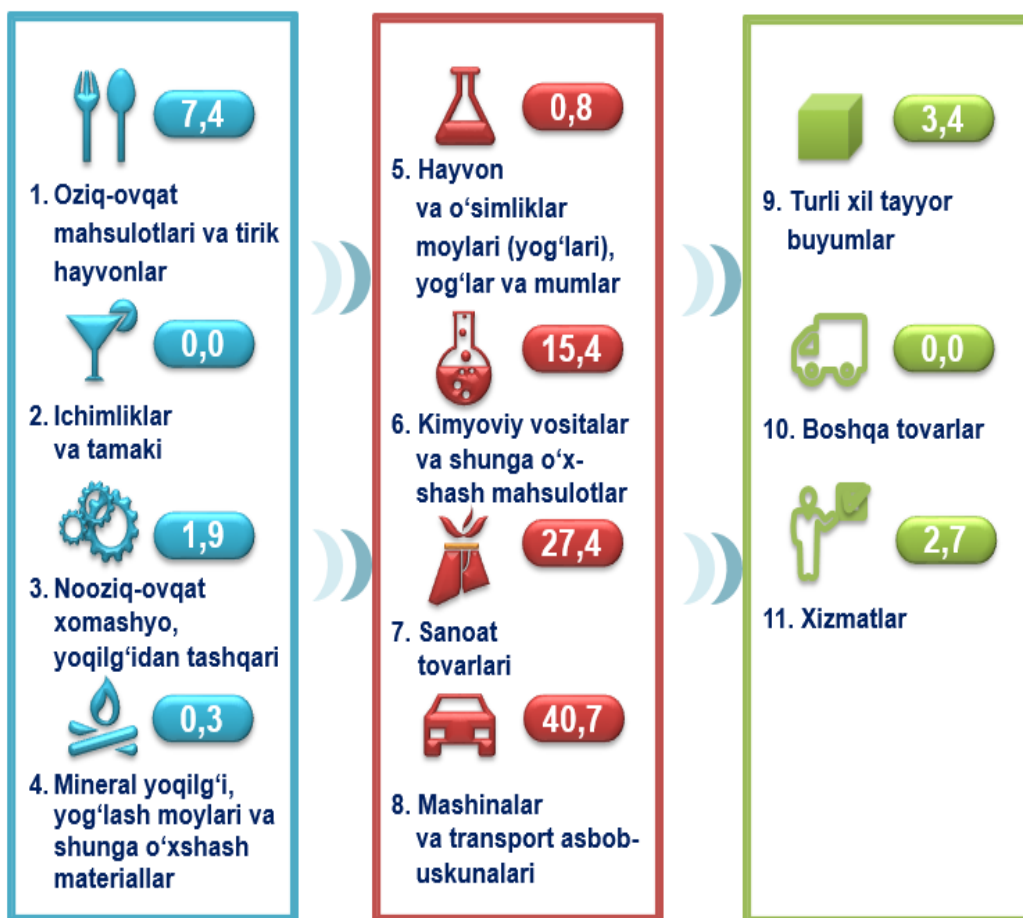 7,4
1. Oziq-ovqat
mahsulotlari va tirik
hayvonlar
0,0
2. Ichimliklar
va tamaki
1,9
3. Nooziq-ovqat
xomashyo,
yoqilg‘idan tashqari
0,3
4. Mineral yoqilg‘i,
yog‘lash moylari va
shunga o‘xshash
materiallar
0,8
5. Hayvon
va o‘simliklar
moylari (yog‘lari),
yog‘lar va mumlar
15,4
6. Kimyoviy vositalar
va shunga o‘x-
shash mahsulotlar
27,4
7. Sanoat
tovarlari
40,7
8. Mashinalar
va transport asbob-
uskunalari
3,4
9. Turli xil tayyor
buyumlar
0,0
10. Boshqa tovarlar
2,7
11. Xizmatlar